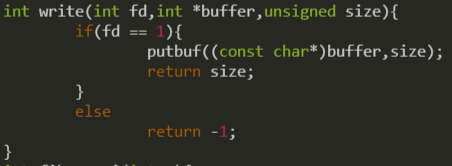 int write(int fd,int *buffer,unsigned size){
        if(fd == 1){
                putbuf((const char*)buffer,size);
                return size;
        }
        else
                return -1;
}